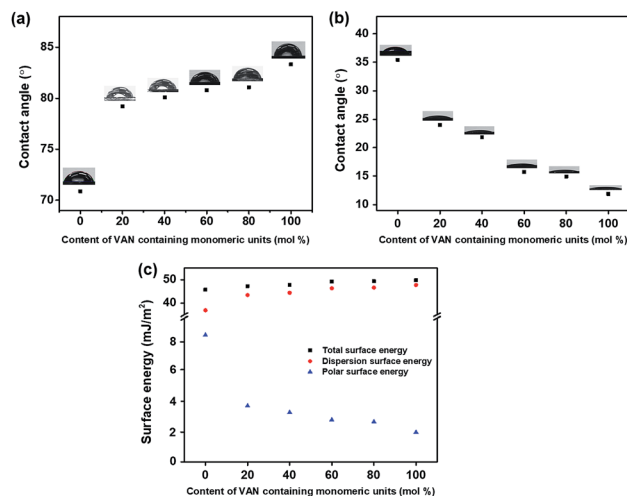 (a)
Contact angle (°)
85
80
72
70
0 20 40 60 80 100
Content of VAN containing monomeric units (mol %)
(b)
Contact angle (°)
40
35
30
25
20
15
10
0 20 40 60 80 100
Content of VAN containing monomeric units (mol %)
(c)
Surface energy (mJ/m²)
50
40
8
6
4
2
Total surface energy
Dispersion surface energy
Polar surface energy
0 20 40 60 80 100
Content of VAN containing monomeric units (mol %)